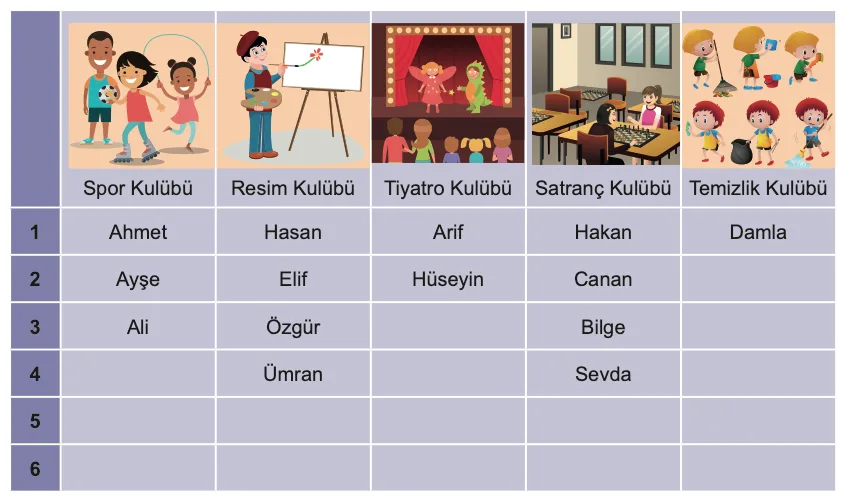 Spor Kulübü Resim Kulübü Tiyatro Kulübü Satranç Kulübü Temizlik Kulübü
1 Ahmet Hasan Arif Hakan Damla
2 Ayşe Elif Hüseyin Canan
3 Ali Özgür Bilge
4 Ümran Sevda
5
6